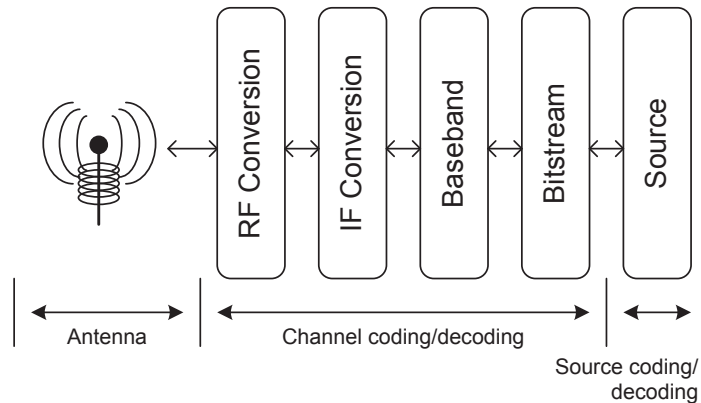 RF Conversion
IF Conversion
Baseband
Bitstream
Source
Antenna
Channel coding/decoding
Source coding/
decoding